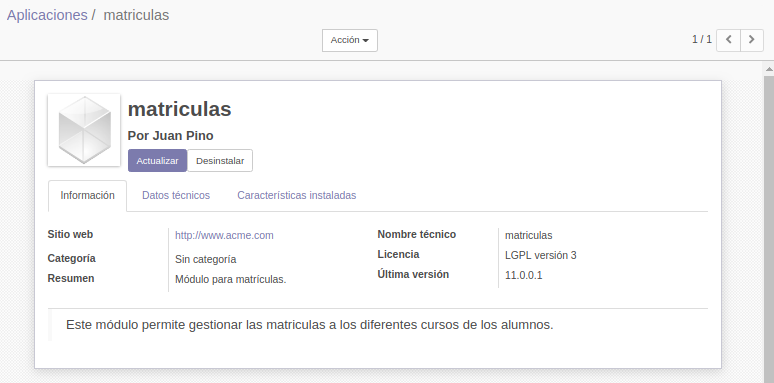 Aplicaciones / matriculas
Acción
1 / 1
matriculas
Por Juan Pino
Actualizar Desinstalar
Información Datos técnicos Características instaladas
Sitio web http://www.acme.com Nombre técnico matriculas
Categoría Sin categoría Licencia LGPL versión 3
Resumen Módulo para matrículas. Última versión 11.0.0.1
Este módulo permite gestionar las matriculas a los diferentes cursos de los alumnos.